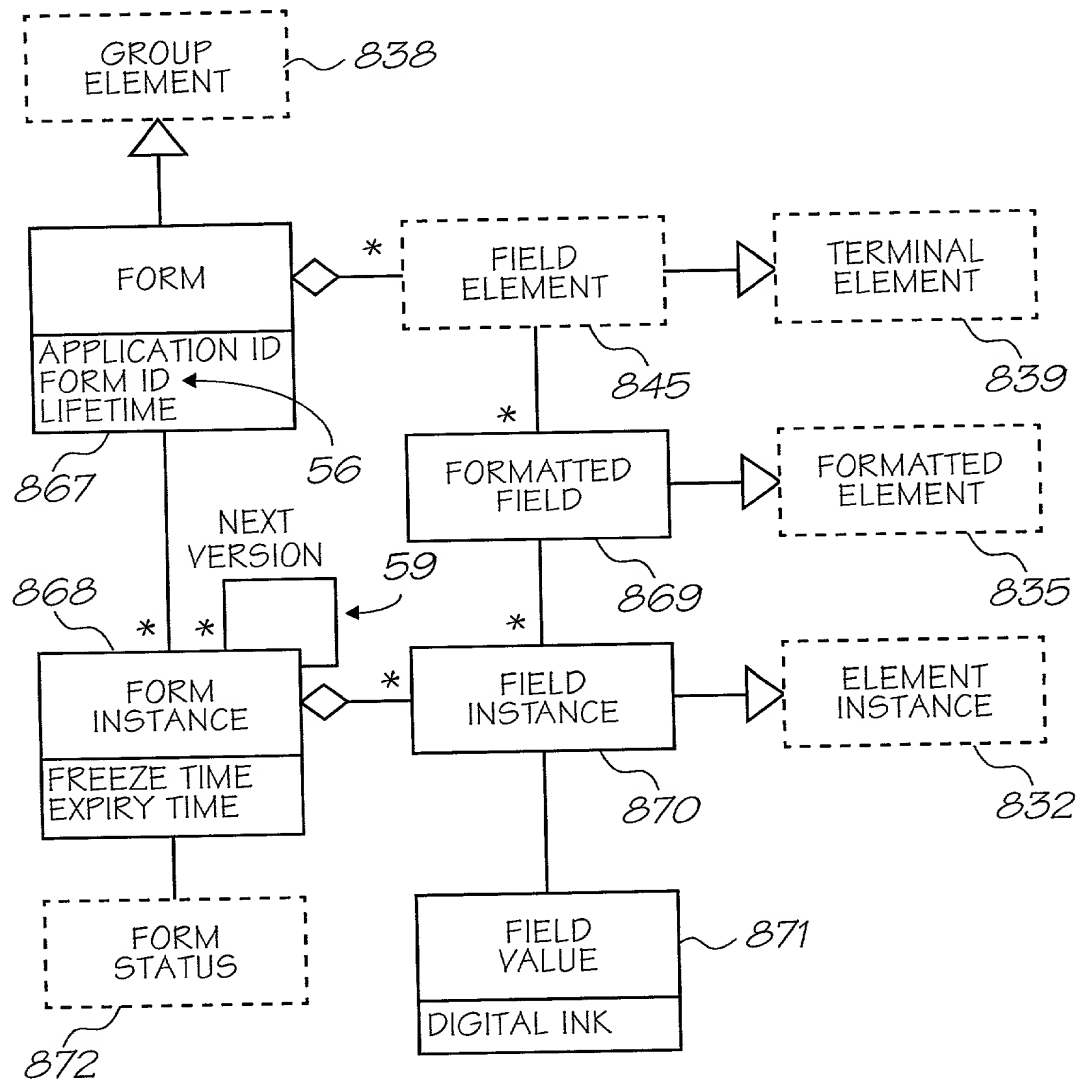 GROUP
ELEMENT
838
FORM
*
FIELD
ELEMENT
TERMINAL
ELEMENT
APPLICATION ID
FORM ID
LIFETIME
845
839
867
56
*
FORMATTED
FIELD
FORMATTED
ELEMENT
NEXT
VERSION
59
869
835
868
*
*
*
FORM
INSTANCE
*
FIELD
INSTANCE
ELEMENT
INSTANCE
FREEZE TIME
EXPIRY TIME
870
832
FORM
STATUS
FIELD
VALUE
871
DIGITAL INK
872